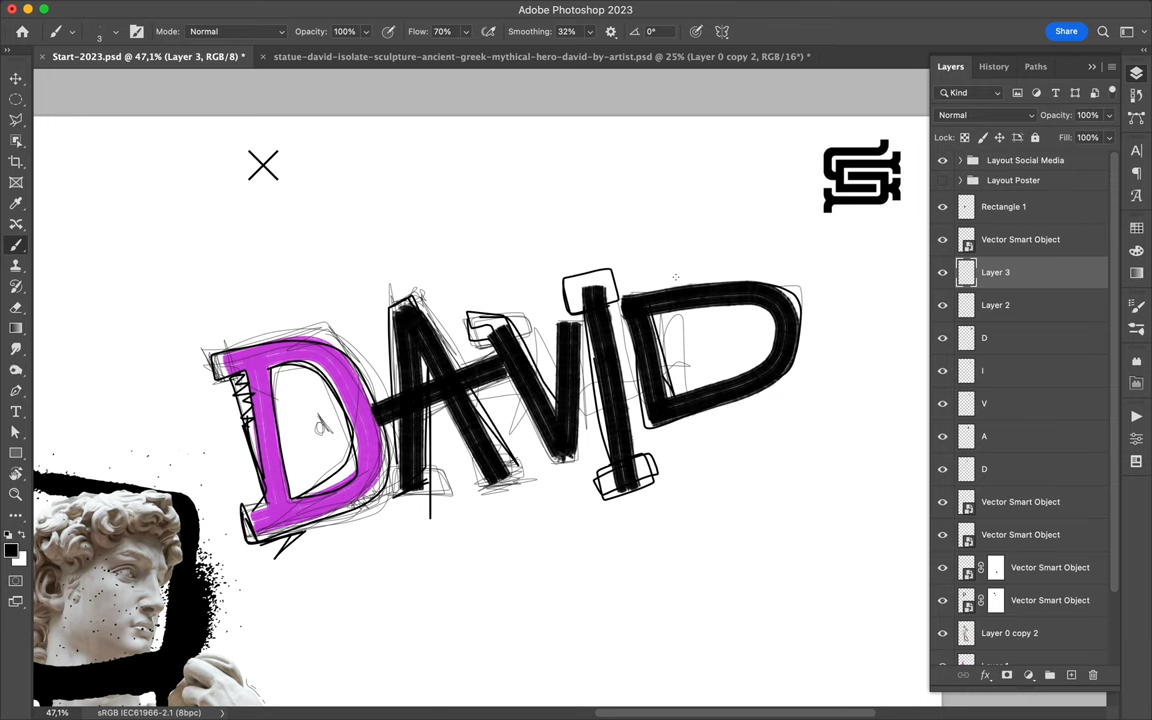 Adobe Photoshop 2023
3
Mode: Normal Opacity: 100% Flow: 70% Smoothing: 32% 0° Share
Start-2023.psd @ 47,1% (Layer 3, RGB/8) *
statue-david-isolate-sculpture-ancient-greek-mythical-hero-david-by-artist.psd @ 25% (Layer 0 copy 2, RGB/16*) *
DAVID
Layers History Paths
Kind
Normal Opacity: 100%
Lock: Fill: 100%
Layout Social Media
Layout Poster
Rectangle 1
Vector Smart Object
Layer 3
Layer 2
D
I
V
A
D
Vector Smart Object
Vector Smart Object
Vector Smart Object
Vector Smart Object
Layer 0 copy 2
47,1% sRGB IEC61966-2.1 (8bpc)